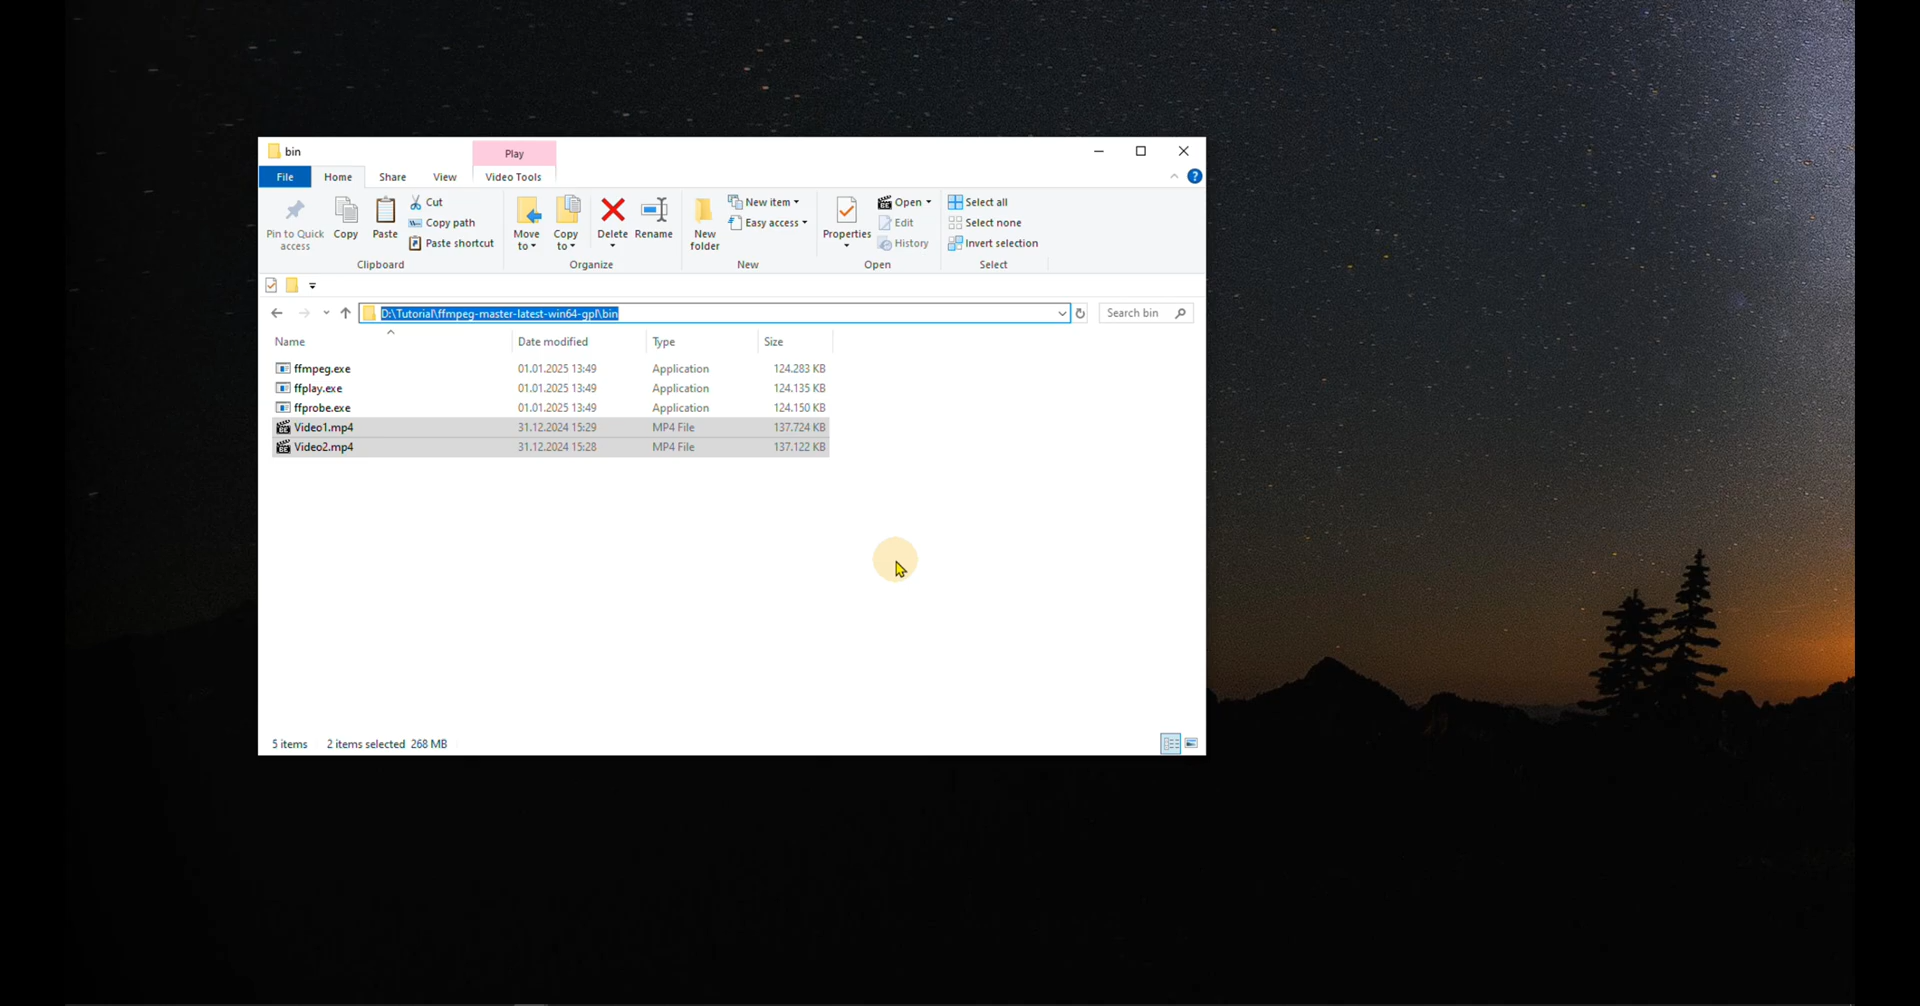 bin
Play
File Home Share View Video Tools
Pin to Quick access
Copy
Paste
Cut
Copy path
Paste shortcut
Clipboard
Move to
Copy to
Delete
Rename
Organize
New folder
New item
Easy access
New
Properties
Open
Edit
History
Open
Select all
Select none
Invert selection
Select
D:\Tutorial\ffmpeg-master-latest-win64-gpl\bin
Search bin
Name Date modified Type Size
ffmpeg.exe 01.01.2025 13:49 Application 124.283 KB
ffplay.exe 01.01.2025 13:49 Application 124.135 KB
ffprobe.exe 01.01.2025 13:49 Application 124.150 KB
Video1.mp4 31.12.2024 15:29 MP4 File 137.724 KB
Video2.mp4 31.12.2024 15:28 MP4 File 137.122 KB
5 items 2 items selected 268 MB